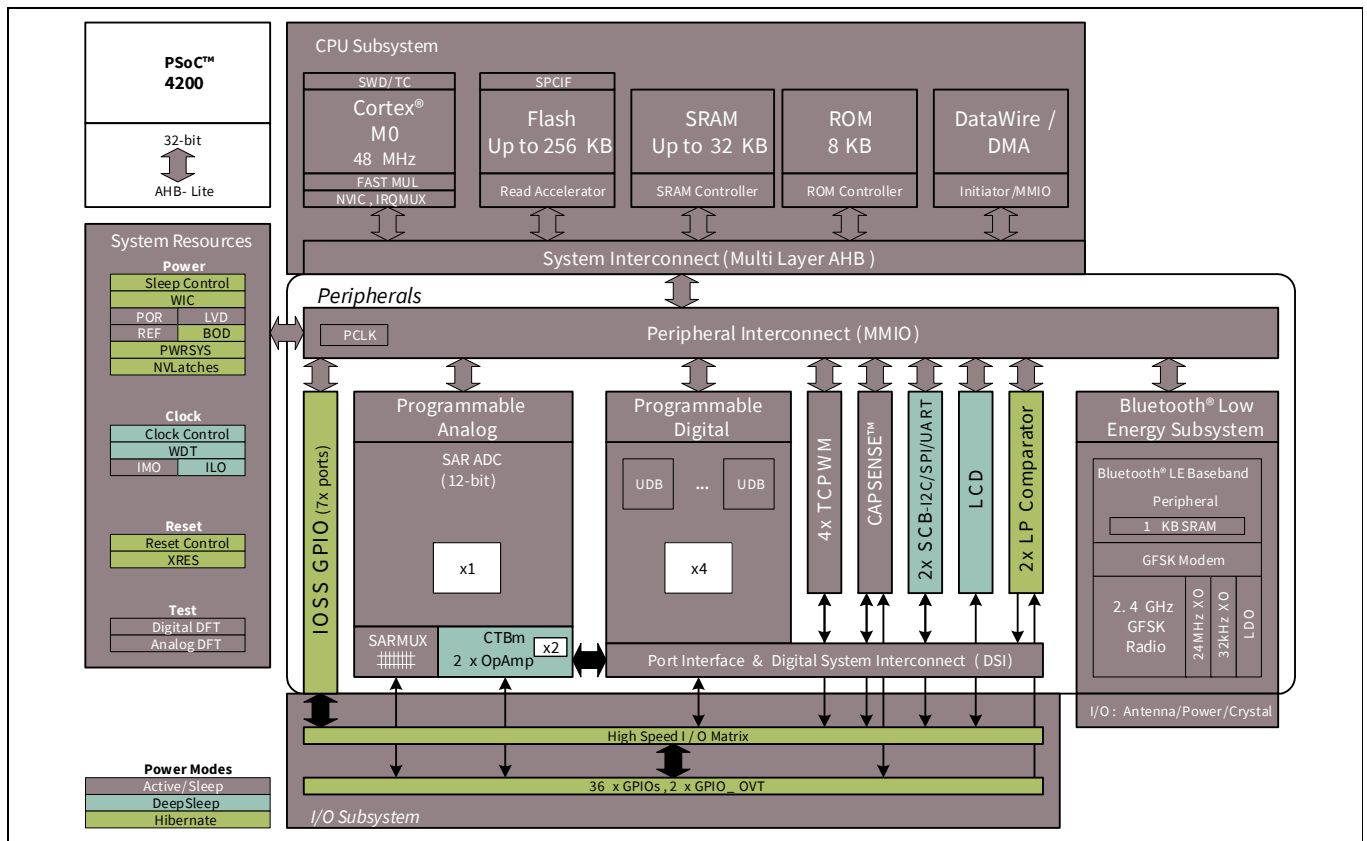 PSoC™
4200
32-bit
AHB- Lite
CPU Subsystem
SWD/TC
Cortex®
M0
48 MHz
FAST MUL
NVIC, IRQMUX
SPCIF
Flash
Up to 256 KB
Read Accelerator
SRAM
Up to 32 KB
SRAM Controller
ROM
8 KB
ROM Controller
DataWire /
DMA
Initiator/MMIO
System Interconnect (Multi Layer AHB )
System Resources
Power
Sleep Control
WIC
POR LVD
REF BOD
PWRSYS
NVLatches
Clock
Clock Control
WDT
IMO ILO
Reset
Reset Control
XRES
Test
Digital DFT
Analog DFT
Peripherals
PCLK
Peripheral Interconnect (MMIO)
IOSS GPIO (7x ports)
Programmable
Analog
SAR ADC
(12-bit)
x1
SARMUX
CTBm
x2
2 x OpAmp
Programmable
Digital
UDB ... UDB
x4
4x TCPWM
CAPSENSE™
2x SCB-I2C/SPI/UART
LCD
2x LP Comparator
Port Interface & Digital System Interconnect (DSI)
Bluetooth® Low
Energy Subsystem
Bluetooth® LE Baseband
Peripheral
1 KB SRAM
GFSK Modem
2.4 GHz
GFSK
Radio
24MHz XO
32kHz XO
LDO
I/O: Antenna/Power/Crystal
High Speed I / O Matrix
36 x GPIOs, 2 x GPIO_ OVT
I/O Subsystem
Power Modes
Active/Sleep
DeepSleep
Hibernate